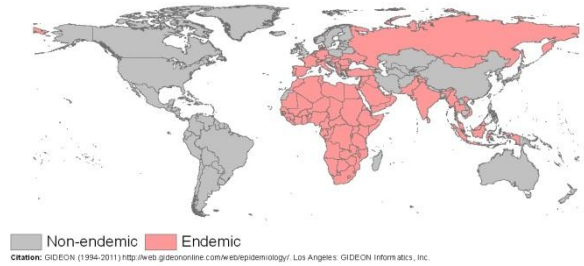 Non-endemic Endemic
Citation: GIDEON (1994-2011) http://web.gideononline.com/web/epidemiology/. Los Angeles: GIDEON Informatics, Inc.